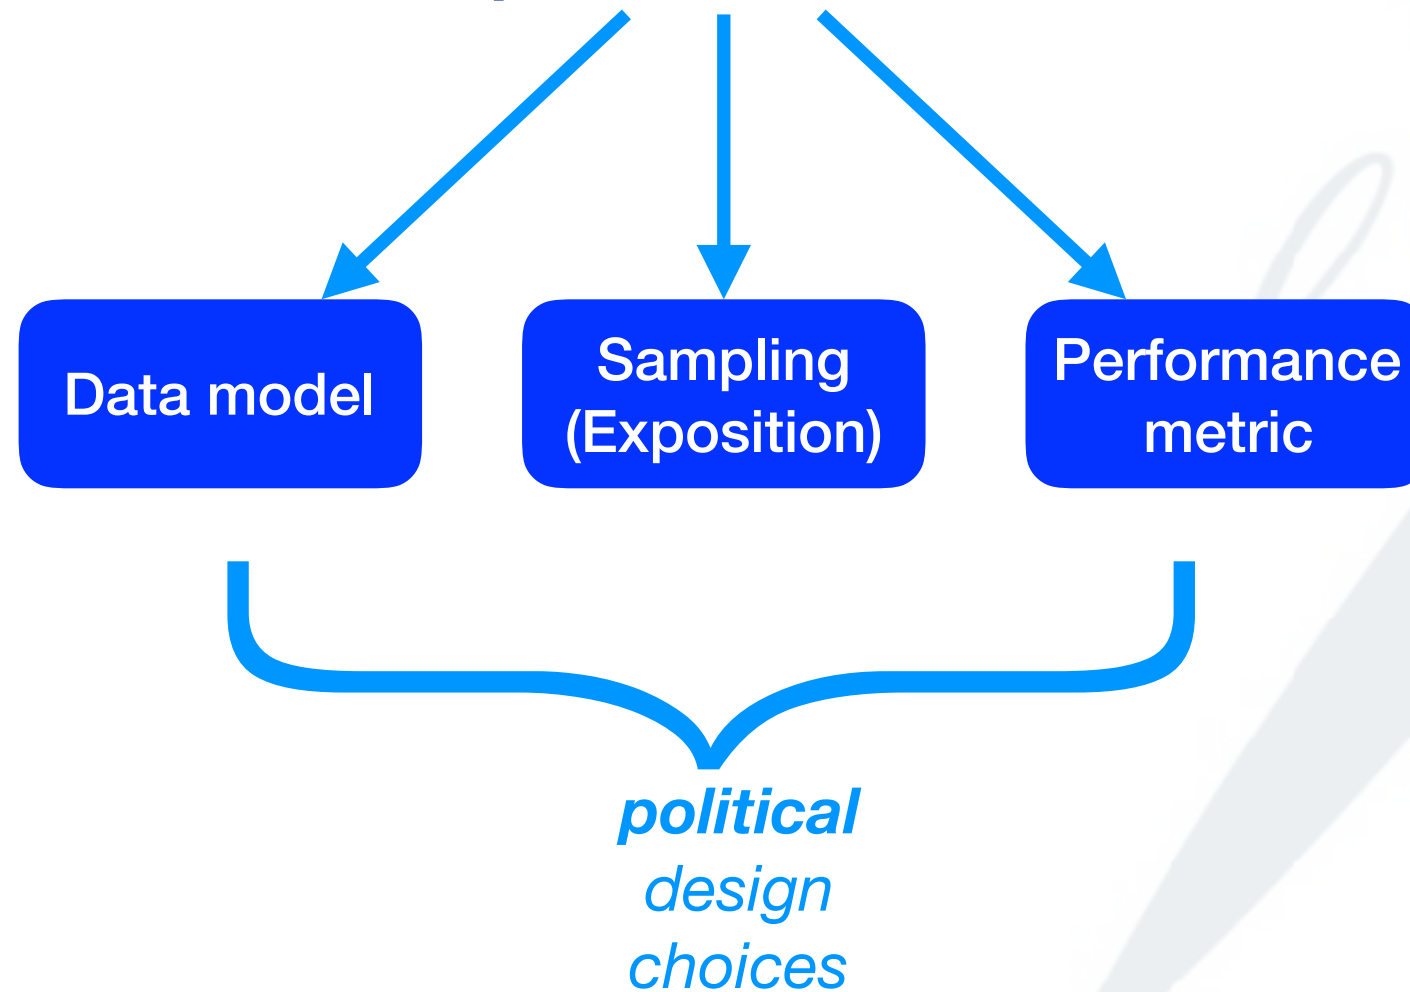 Data model
Sampling
(Exposition)
Performance
metric
political
design
choices